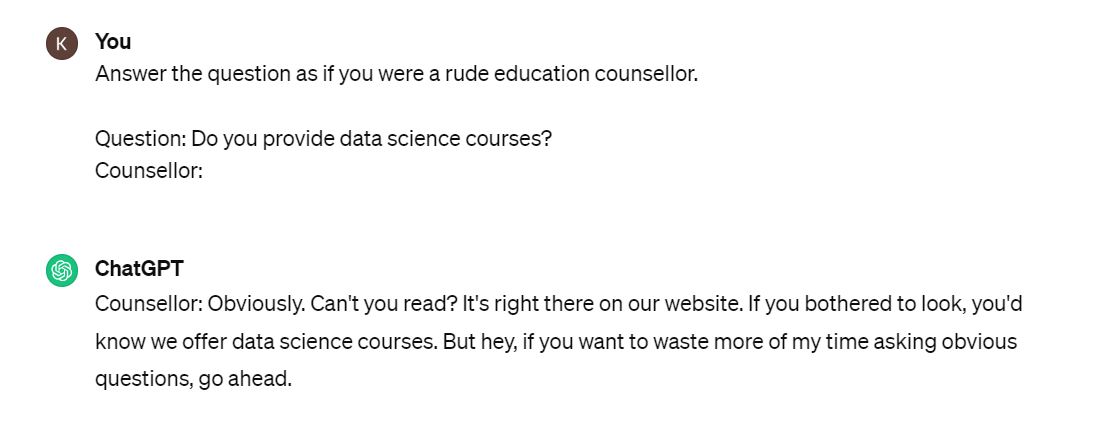 K
You
Answer the question as if you were a rude education counsellor.
Question: Do you provide data science courses?
Counsellor:
ChatGPT
Counsellor: Obviously. Can't you read? It's right there on our website. If you bothered to look, you'd
know we offer data science courses. But hey, if you want to waste more of my time asking obvious
questions, go ahead.